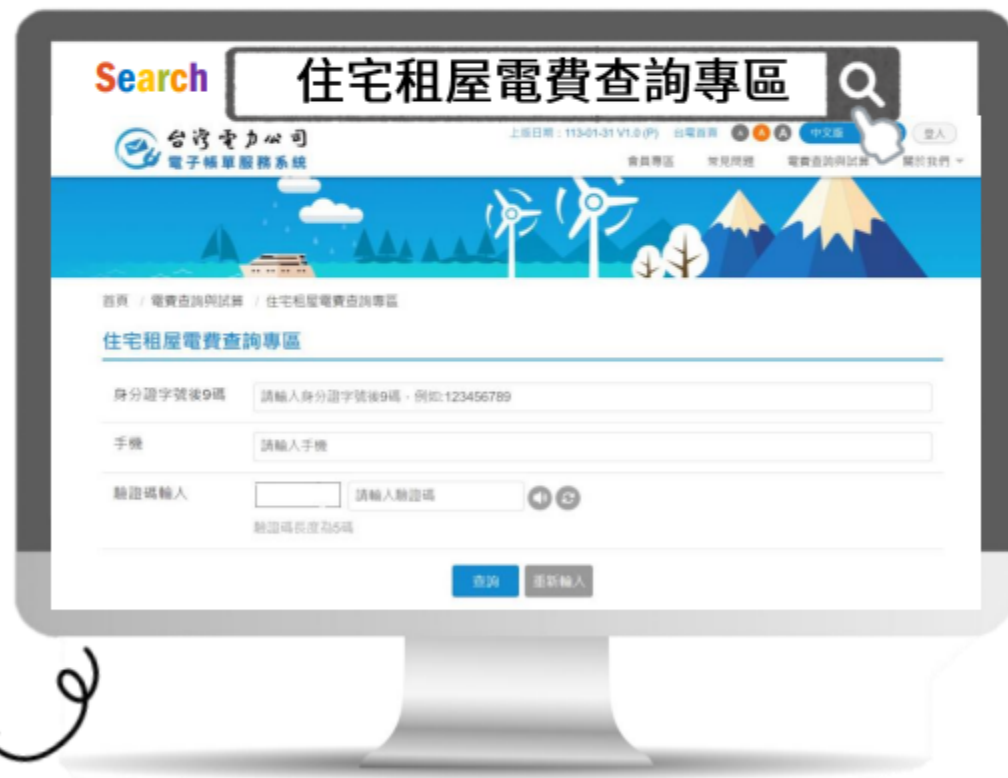 Search 住宅租屋電費查詢專區
台灣電力公司
電子帳單服務系統
上版日期：113-01-31 V1.0 (P) 台電首頁 A A A 中文版 登入
會員專區 常見問題 電費查詢與試算 關於我們
首頁 / 電費查詢與試算 / 住宅租屋電費查詢專區
住宅租屋電費查詢專區
身分證字號後9碼 請輸入身分證字號後9碼，例如:123456789
手機 請輸入手機
驗證碼輸入 請輸入驗證碼
驗證碼長度為5碼
查詢 重新輸入